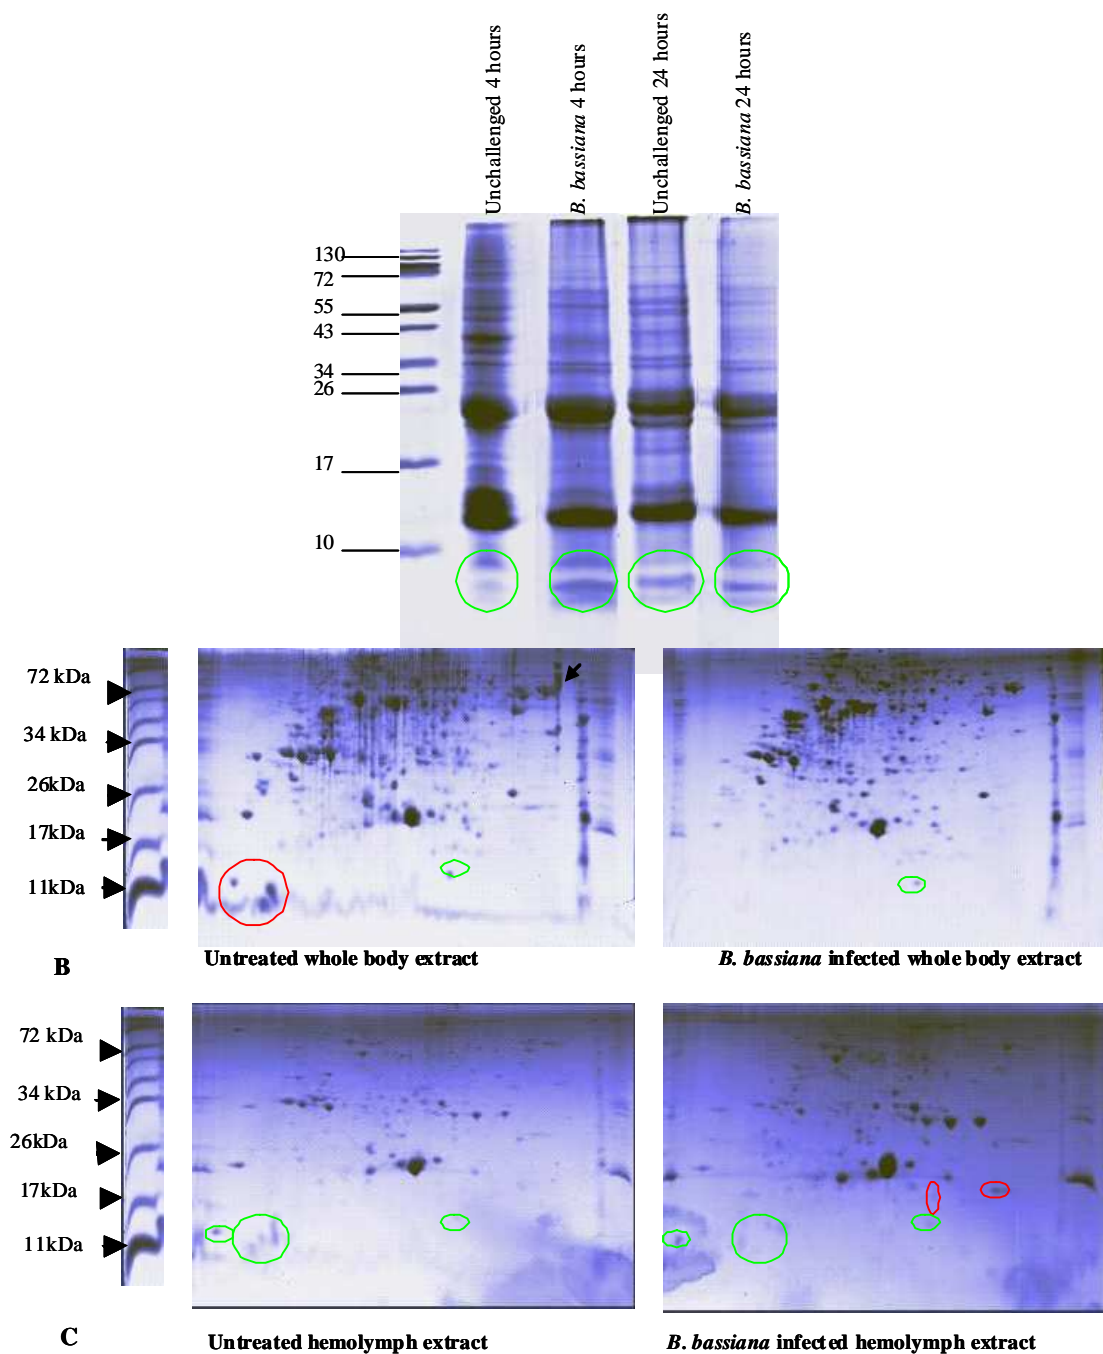 Unchallenged 4 hours
B. bassiana 4 hours
Unchallenged 24 hours
B. bassiana 24 hours
130
72
55
43
34
26
17
10
72 kDa
34 kDa
26kDa
17kDa
11kDa
B
Untreated whole body extract
B. bassiana infected whole body extract
72 kDa
34 kDa
26kDa
17kDa
11kDa
C
Untreated hemolymph extract
B. bassiana infected hemolymph extract